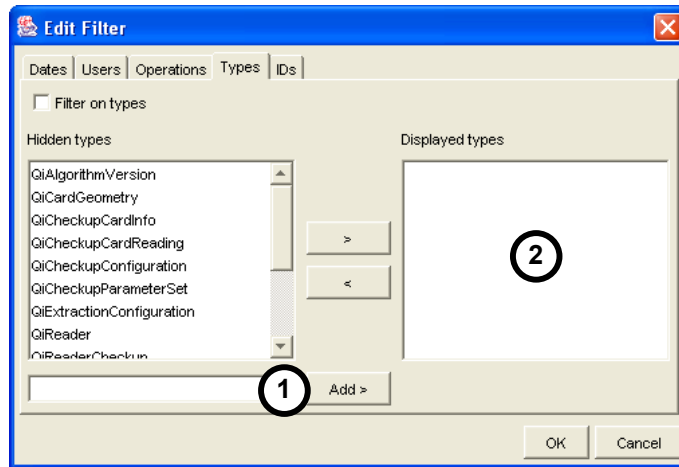 Edit Filter
Dates Users Operations Types IDs
Filter on types
Hidden types
Displayed types
QiAlgorithmVersion
QiCardGeometry
QiCheckupCardInfo
QiCheckupCardReading
QiCheckupConfiguration
QiCheckupParameterSet
QiExtractionConfiguration
QiReader
QiReaderCheckup
>
<
2
1
Add >
OK Cancel